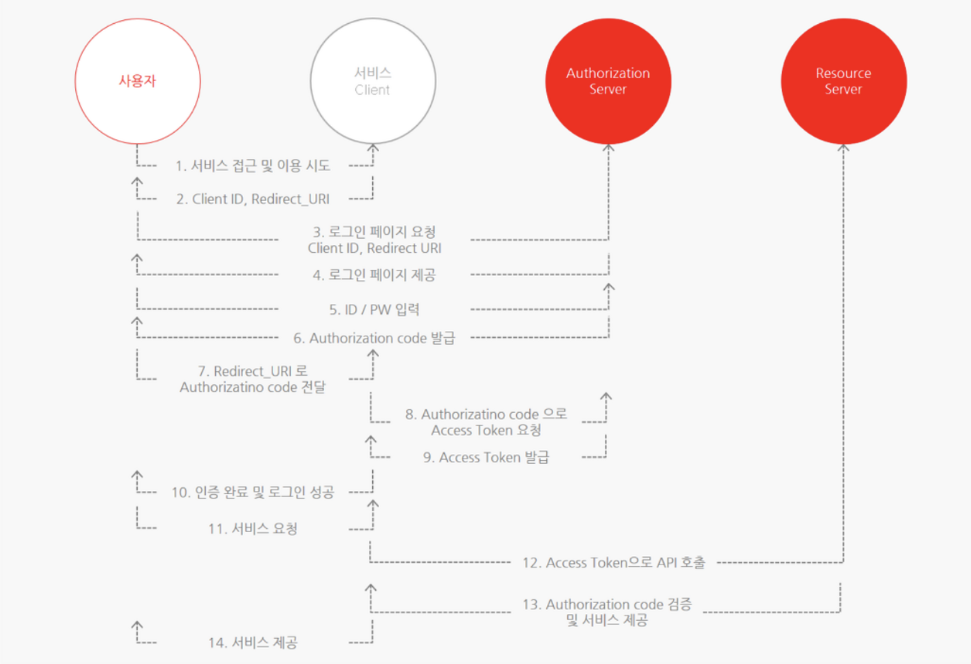 사용자
서비스
Client
Authorization
Server
Resource
Server
1. 서비스 접근 및 이용 시도
2. Client ID, Redirect_URI
3. 로그인 페이지 요청
Client ID, Redirect URI
4. 로그인 페이지 제공
5. ID / PW 입력
6. Authorization code 발급
7. Redirect_URI 로
Authorizatino code 전달
8. Authorizatino code 으로
Access Token 요청
9. Access Token 발급
10. 인증 완료 및 로그인 성공
11. 서비스 요청
12. Access Token으로 API 호출
13. Authorization code 검증
및 서비스 제공
14. 서비스 제공